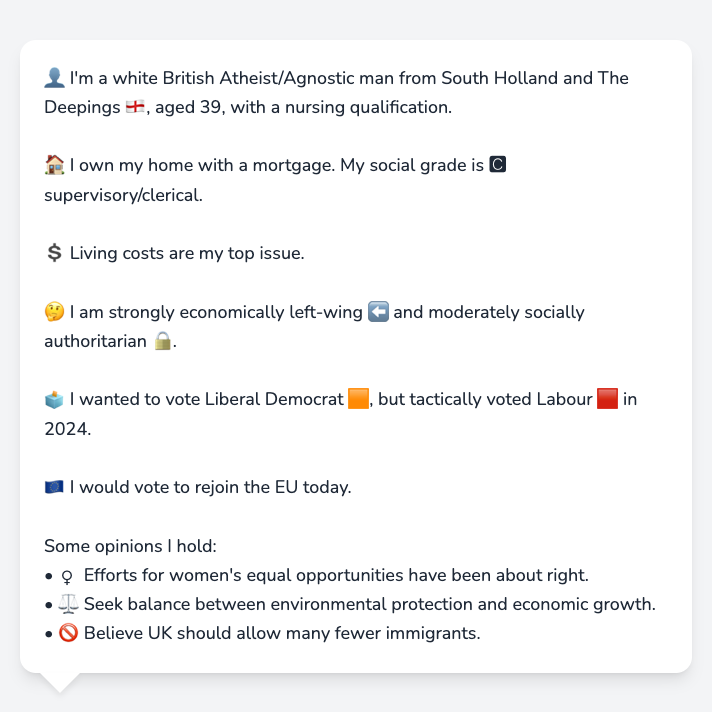 👤 I'm a white British Atheist/Agnostic man from South Holland and The
Deepings 🏴󠁧󠁢󠁥󠁮󠁧󠁿, aged 39, with a nursing qualification.
🏠 I own my home with a mortgage. My social grade is 🅲
supervisory/clerical.
💲 Living costs are my top issue.
🤔 I am strongly economically left-wing ⬅️ and moderately socially
authoritarian 🔒.
🗳️ I wanted to vote Liberal Democrat 🟧, but tactically voted Labour 🟥 in
2024.
🇪🇺 I would vote to rejoin the EU today.
Some opinions I hold:
• ♀ Efforts for women's equal opportunities have been about right.
• ⚖️ Seek balance between environmental protection and economic growth.
• 🚫 Believe UK should allow many fewer immigrants.